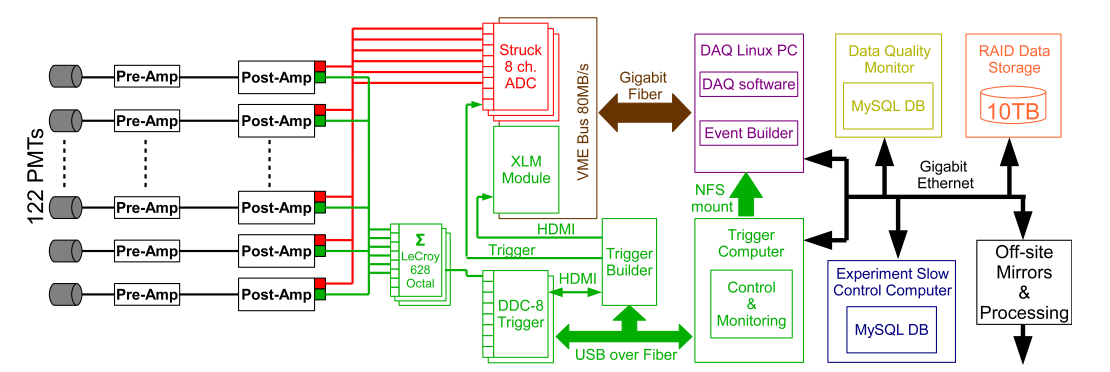 122 PMTs
Pre-Amp
Post-Amp
Pre-Amp
Post-Amp
Pre-Amp
Post-Amp
Pre-Amp
Post-Amp
Pre-Amp
Post-Amp
Struck
8 ch.
ADC
XLM
Module
VME Bus 80MB/s
Σ
LeCroy
628
Octal
HDMI
Trigger
DDC-8
Trigger
HDMI
Trigger
Builder
USB over Fiber
Gigabit
Fiber
DAQ Linux PC
DAQ software
Event Builder
NFS
mount
Trigger
Computer
Control
&
Monitoring
Data Quality
Monitor
MySQL DB
RAID Data
Storage
10TB
Gigabit
Ethernet
Experiment Slow
Control Computer
MySQL DB
Off-site
Mirrors
&
Processing